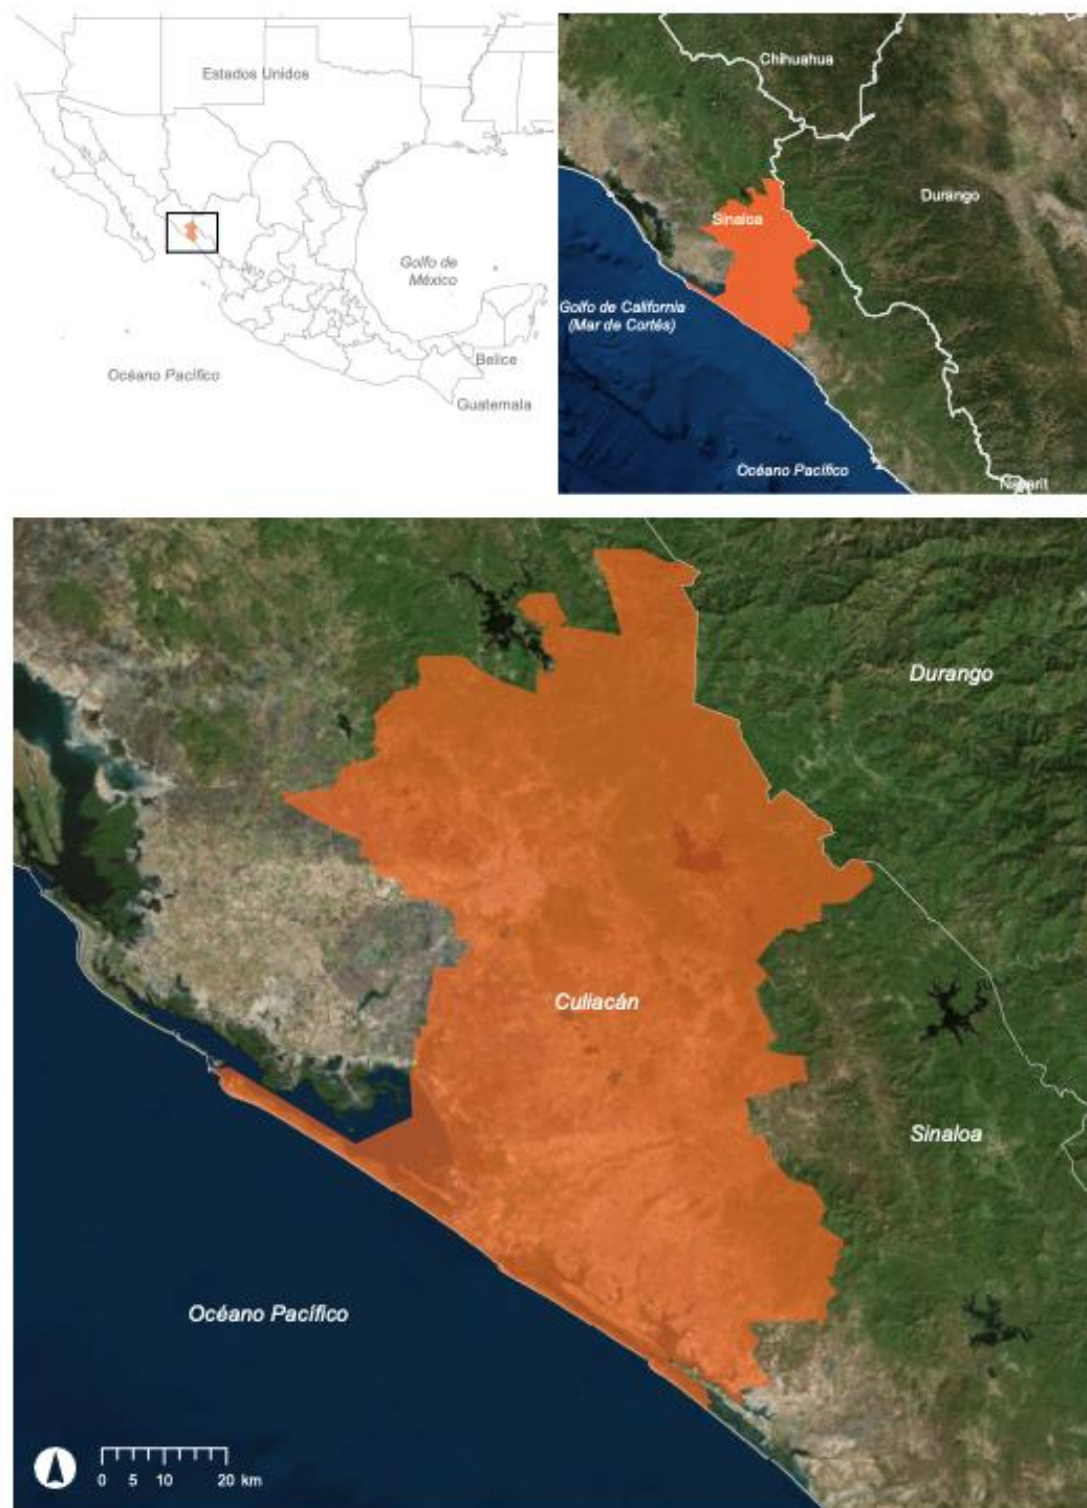 Estados Unidos
Golfo de
México
Belice
Océano Pacífico
Guatemala
Chihuahua
Durango
Sinaloa
Golfo de California
(Mar de Cortés)
Océano Pacífico
Nayarit
Durango
Culiacán
Sinaloa
Océano Pacífico
0 5 10 20 km